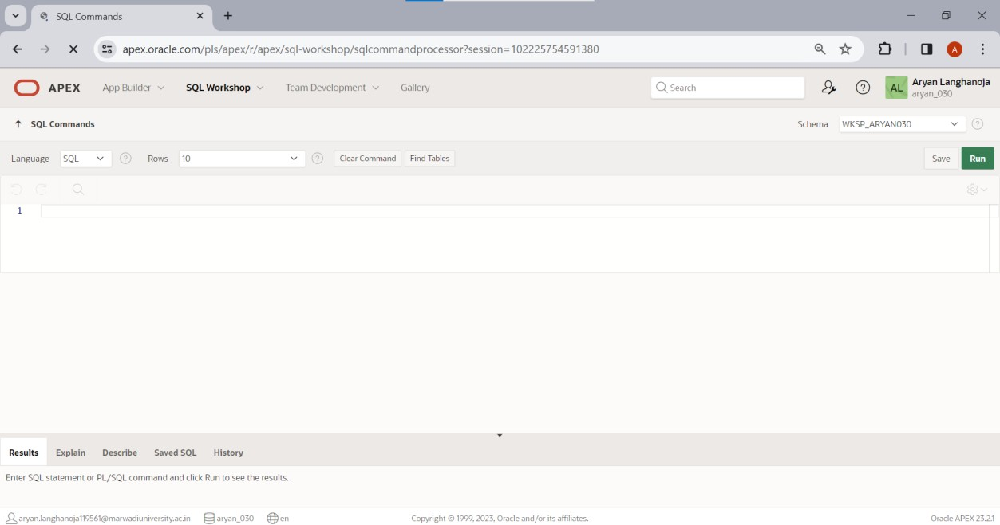 SQL Commands
apex.oracle.com/pls/apex/r/apex/sql-workshop/sqlcommandprocessor?session=102225754591380
A
APEX App Builder SQL Workshop Team Development Gallery Search AL Aryan Langhanoja
aryan_030
SQL Commands Schema WKSP_ARYAN030
Language SQL Rows 10 Clear Command Find Tables Save Run
1
Results Explain Describe Saved SQL History
Enter SQL statement or PL/SQL command and click Run to see the results.
aryan.langhanoja119561@marwadiuniversity.ac.in aryan_030 en Copyright © 1999, 2023, Oracle and/or its affiliates. Oracle APEX 23.2.1